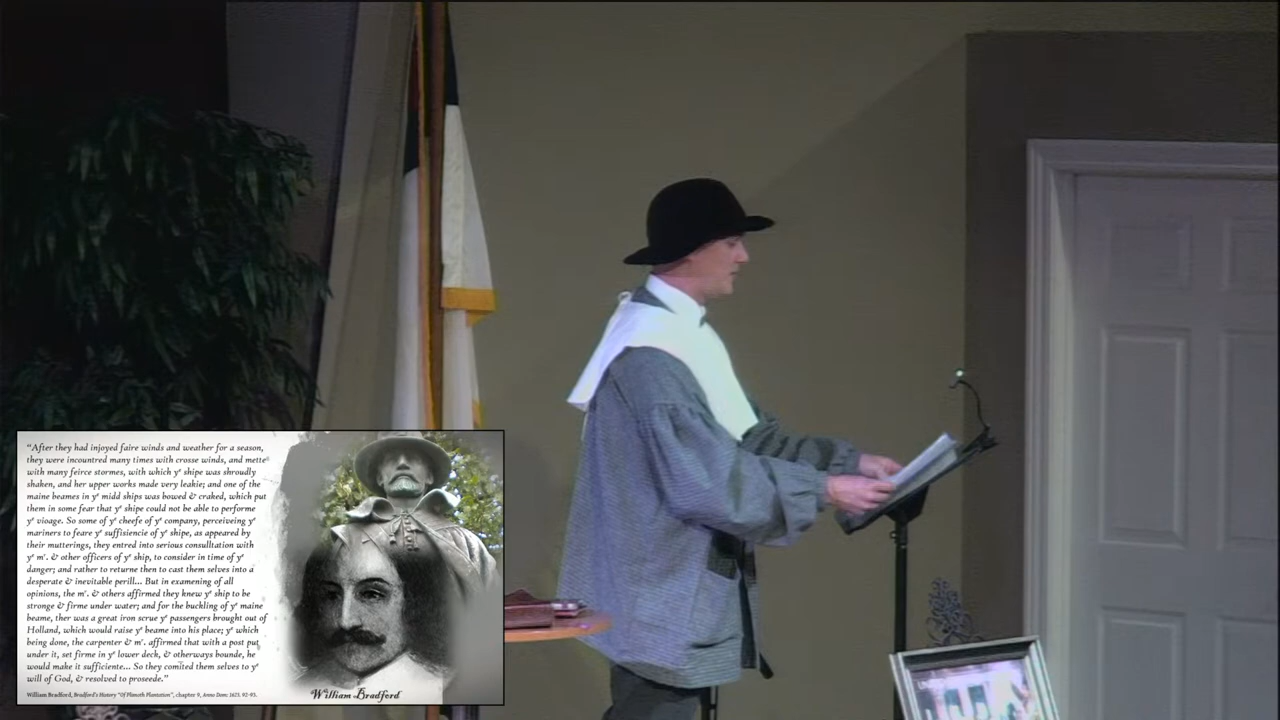 “After they had injoyed faire winds and weather for a season,
they were incountred many times with crosse winds, and mette
with many feirce stormes, with which yᵉ shipe was shroudly
shaken, and her upper works made very leakie; and one of the
maine beames in yᵉ midd ships was bowed & craked, which put
them in some fear that yᵉ shipe could not be able to performe
yᵉ vioage. So some of yᵉ cheefe of yᵉ company, perceiveing yᵉ
mariners to feare yᵉ suffisiencie of yᵉ shipe, as appeared by
their mutterings, they entred into serious consulltation with
yᵉ mʳ. & other officers of yᵉ ship, to consider in time of yᵉ
danger; and rather to returne then to cast them selves into a
desperate & inevitable perill... But in examening of all
opinions, the mʳ. & others affirmed they knew yᵉ ship to be
stronge & firme under water; and for the buckling of yᵉ maine
beame, ther was a great iron scrue yᵉ passengers brought out of
Holland, which would raise yᵉ beame into his place; yᵉ which
being done, the carpenter & mʳ. affirmed that with a post put
under it, set firme in yᵉ lower deck, & otherways bounde, he
would make it sufficiente... So they comited them selves to yᵉ
will of God, & resolved to proseede.”
William Bradford, Bradford's History "Of Plimoth Plantation", chapter 9, Anno Dom: 1625. 92-93.
William Bradford